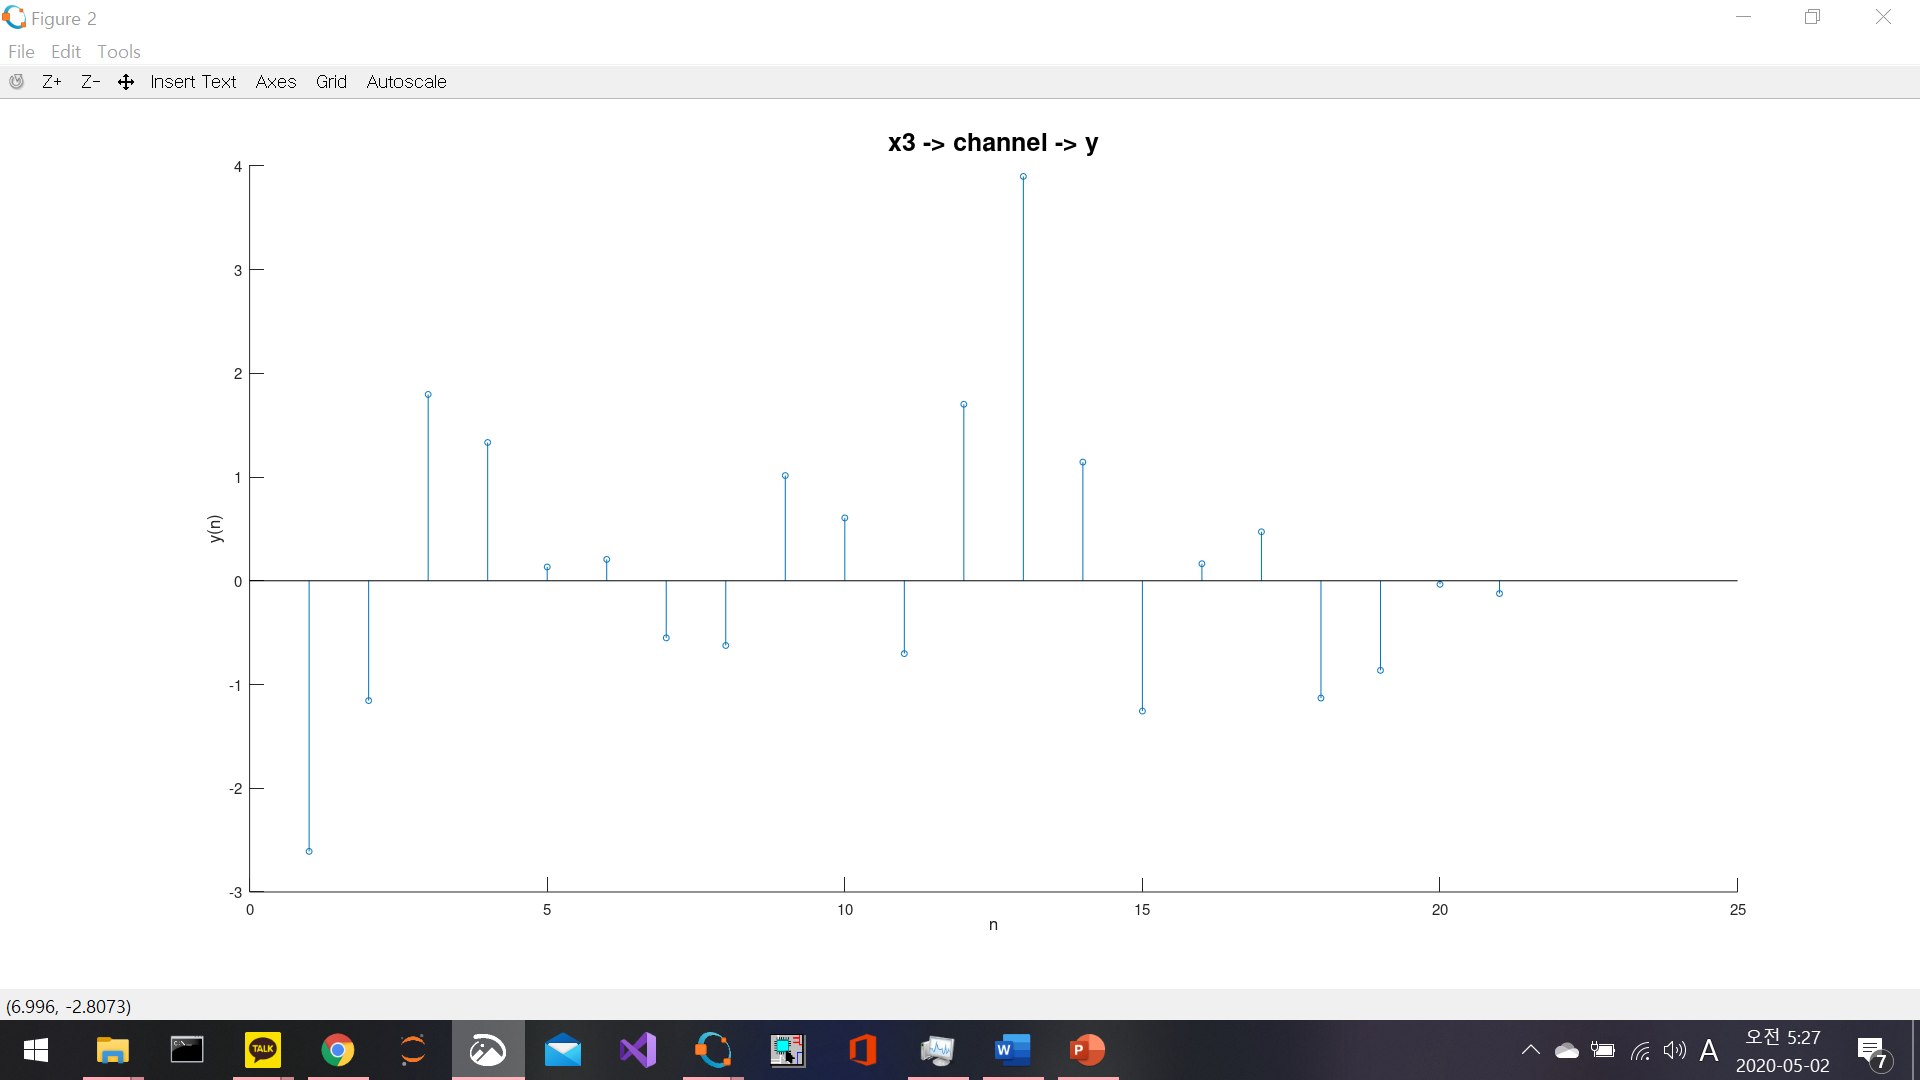 Figure 2
File Edit Tools
Z+ Z- Insert Text Axes Grid Autoscale
x3 -> channel -> y
4
3
2
1
0
-1
-2
-3
y(n)
0 5 10 15 20 25
n
(6.996, -2.8073)
TALK
W
P
A
오전 5:27
2020-05-02
7